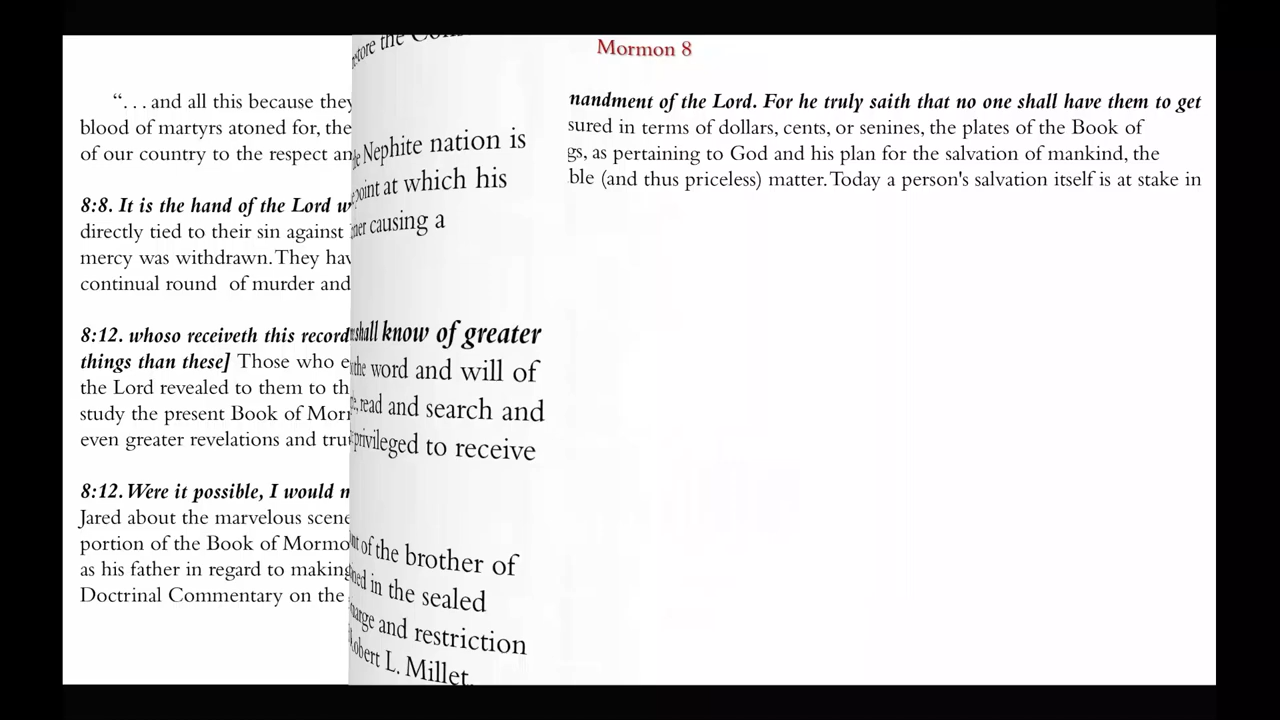 Mormon 8
“. . . and all this because they
blood of martyrs atoned for, the
of our country to the respect an
8:8. It is the hand of the Lord w
directly tied to their sin against
mercy was withdrawn. They hav
continual round of murder and
8:12. whoso receiveth this record
things than these] Those who e
the Lord revealed to them to th
study the present Book of Mor
even greater revelations and tru
8:12. Were it possible, I would m
Jared about the marvelous scene
portion of the Book of Mormo
as his father in regard to making
Doctrinal Commentary on the
estore the
Nephite nation is
point at which his
causing a
shall know of greater
the word and will of
read and search and
privileged to receive
of the brother of
in the sealed
and restriction
Robert L. Millet,
nandment of the Lord. For he truly saith that no one shall have them to get
sured in terms of dollars, cents, or senines, the plates of the Book of
gs, as pertaining to God and his plan for the salvation of mankind, the
ble (and thus priceless) matter. Today a person's salvation itself is at stake in